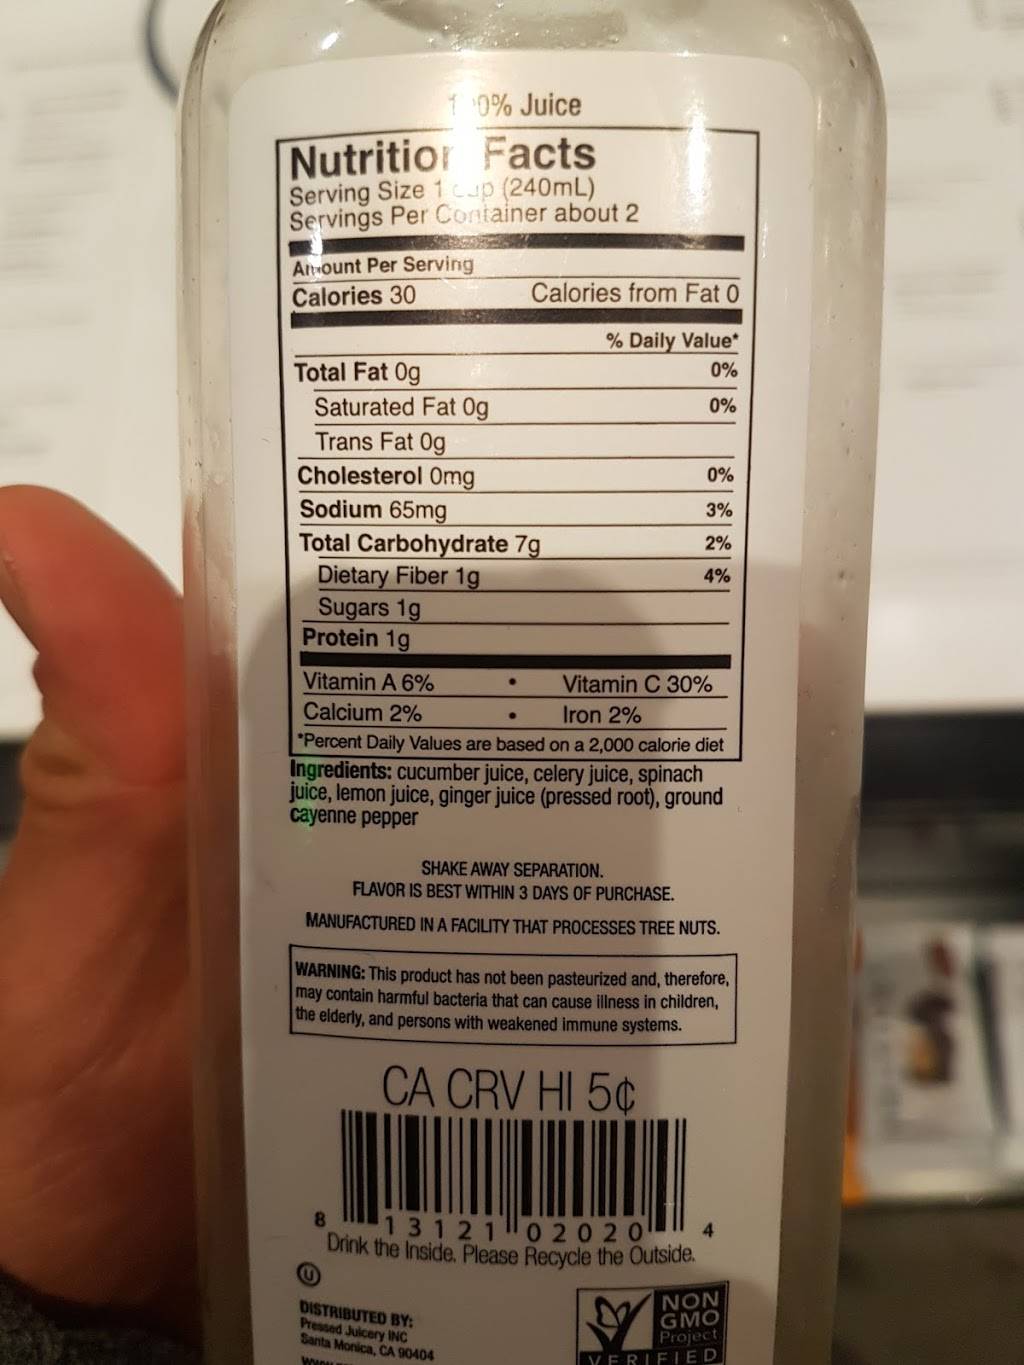 100% Juice
Nutrition Facts
Serving Size 1 cup (240mL)
Servings Per Container about 2
Amount Per Serving
Calories 30 Calories from Fat 0
% Daily Value*
Total Fat 0g 0%
Saturated Fat 0g 0%
Trans Fat 0g
Cholesterol 0mg 0%
Sodium 65mg 3%
Total Carbohydrate 7g 2%
Dietary Fiber 1g 4%
Sugars 1g
Protein 1g
Vitamin A 6% • Vitamin C 30%
Calcium 2% • Iron 2%
*Percent Daily Values are based on a 2,000 calorie diet
Ingredients: cucumber juice, celery juice, spinach
juice, lemon juice, ginger juice (pressed root), ground
cayenne pepper
SHAKE AWAY SEPARATION.
FLAVOR IS BEST WITHIN 3 DAYS OF PURCHASE.
MANUFACTURED IN A FACILITY THAT PROCESSES TREE NUTS.
WARNING: This product has not been pasteurized and, therefore,
may contain harmful bacteria that can cause illness in children,
the elderly, and persons with weakened immune systems.
CA CRV HI 5¢
8 13121 02020 4
Drink the Inside. Please Recycle the Outside.
U
DISTRIBUTED BY:
Pressed Juicery INC
Santa Monica, CA 90404
NON
GMO
Project
VERIFIED